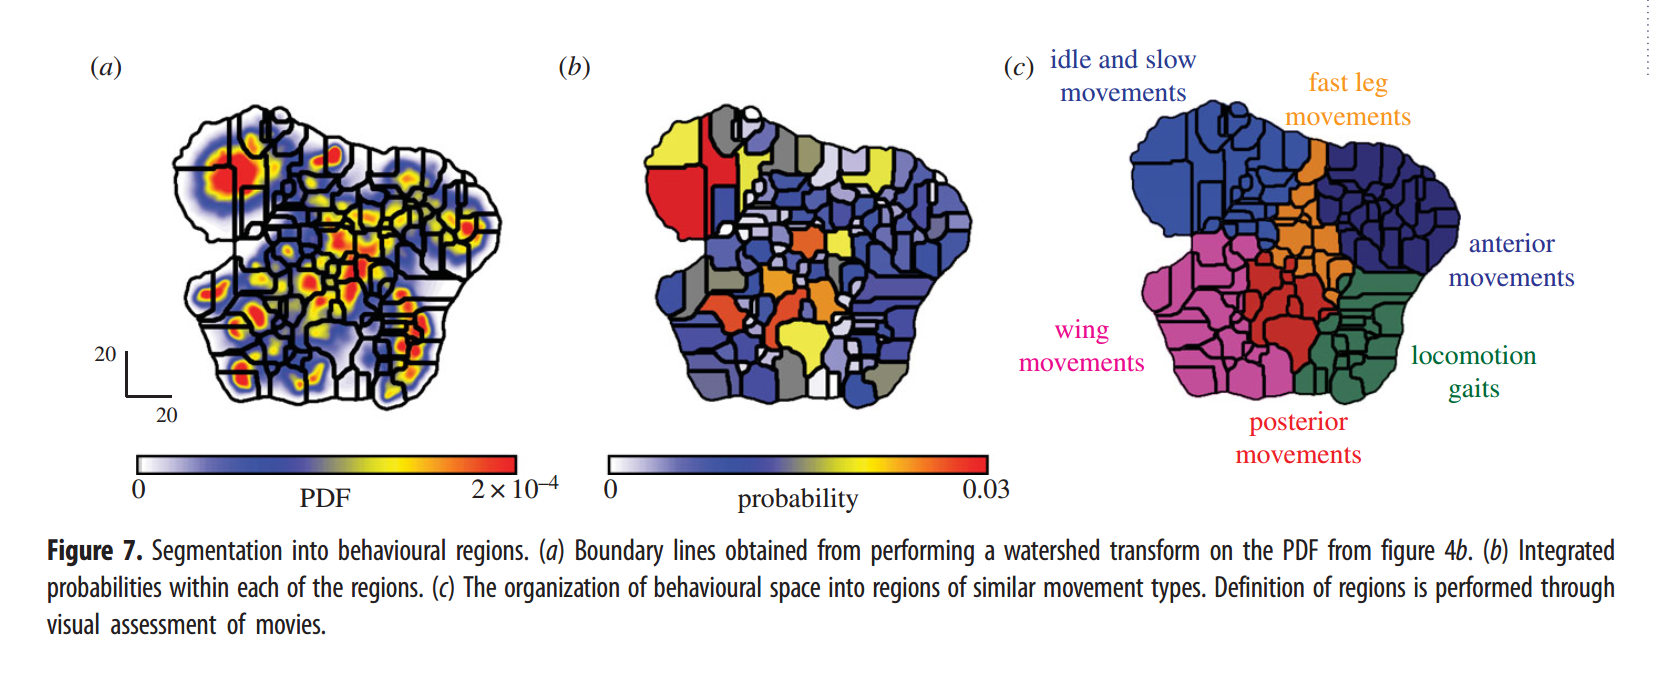 (a)
(b)
(c)
idle and slow
movements
fast leg
movements
anterior
movements
wing
movements
locomotion
gaits
posterior
movements
20
20
0
PDF
2 × 10–4
0
probability
0.03
Figure 7. Segmentation into behavioural regions. (a) Boundary lines obtained from performing a watershed transform on the PDF from figure 4b. (b) Integrated
probabilities within each of the regions. (c) The organization of behavioural space into regions of similar movement types. Definition of regions is performed through
visual assessment of movies.